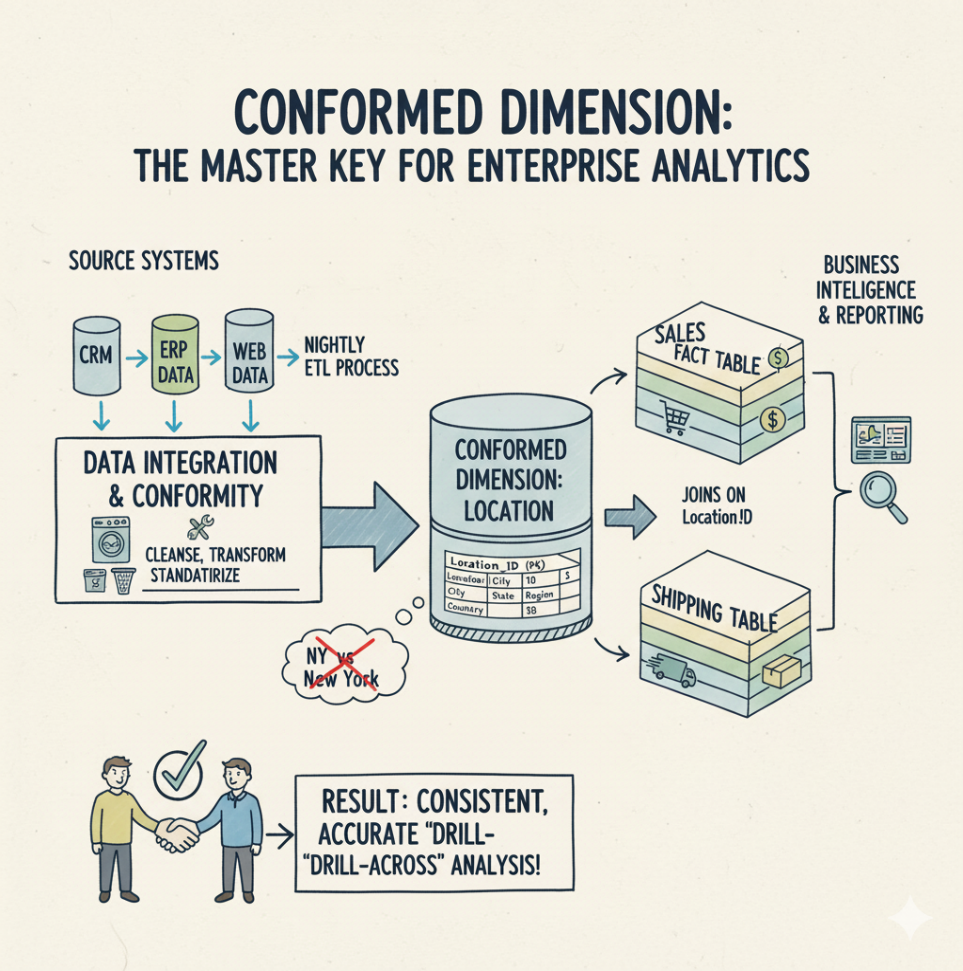 CONFORMED DIMENSION:
THE MASTER KEY FOR ENTERPRISE ANALYTICS
SOURCE SYSTEMS
CRM
ERP
DATA
WEB
DATA
NIGHTLY
ETL PROCESS
DATA INTEGRATION
& CONFORMITY
CLEANSE, TRANSFORM
STANDATIRIZE
NY vs
New York
CONFORMED
DIMENSION:
LOCATION
Location_ID (PK)
City 10 S
State Region
SALES
FACT TABLE $
$
JOINS ON
Location!D
SHIPPING TABLE
BUSINESS
INTELIGENCE
& REPORTING
RESULT: CONSISTENT,
ACCURATE “DRILL-
“DRILL-ACROSS” ANALYSIS!